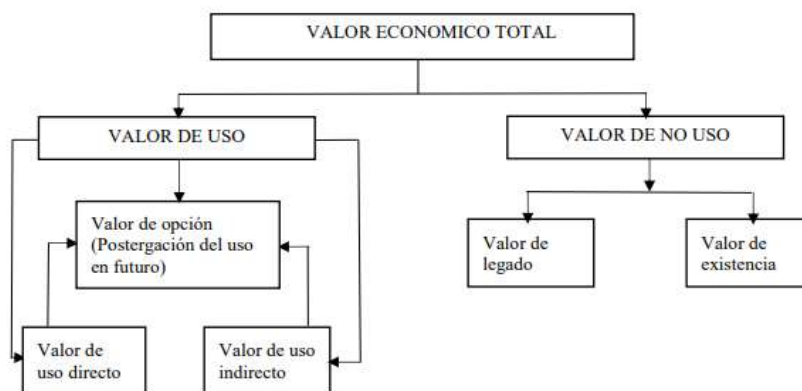 VALOR ECONOMICO TOTAL
VALOR DE USO
VALOR DE NO USO
Valor de opción
(Postergación del uso
en futuro)
Valor de
legado
Valor de
existencia
Valor de
uso directo
Valor de uso
indirecto